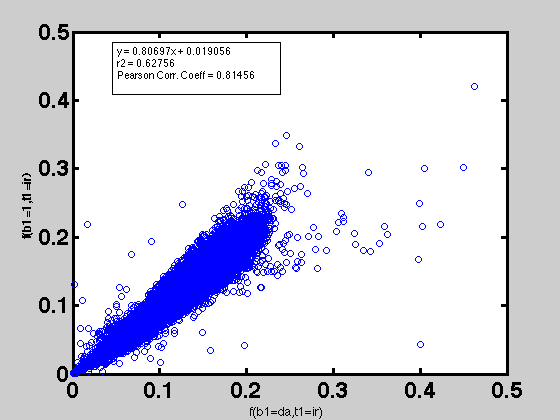 0.5
y = 0.80697x + 0.019056
r2 = 0.62756
Pearson Corr. Coeff = 0.81456
0.4
0.3
f(b1=1,t1=ir)
0.2
0.1
0
0 0.1 0.2 0.3 0.4 0.5
f(b1=da,t1=ir)